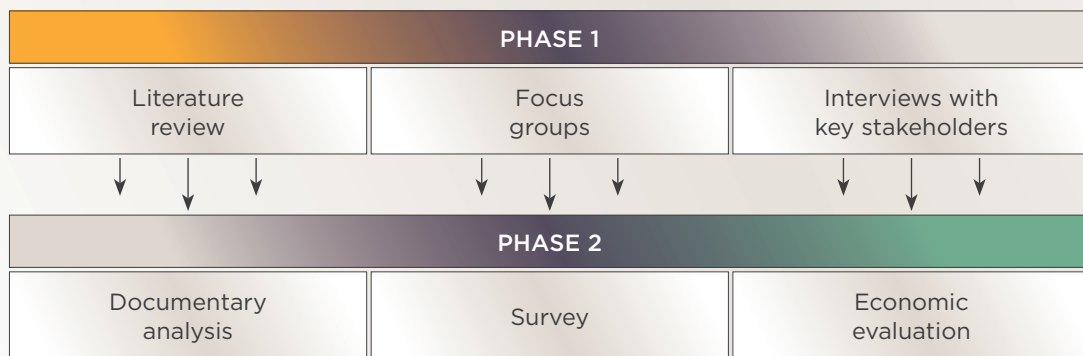 PHASE 1
Literature
review
Focus
groups
Interviews with
key stakeholders
PHASE 2
Documentary
analysis
Survey
Economic
evaluation